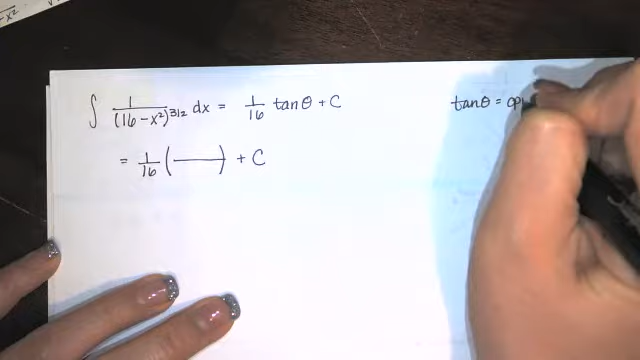 ∫ 1/(16-x²)^3/2 dx = 1/16 tanθ + C
tanθ = op
= 1/16 ( — ) + C